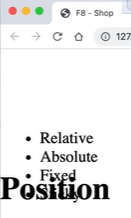 F8 - Shop
127
Relative
Absolute
Fixed
Position